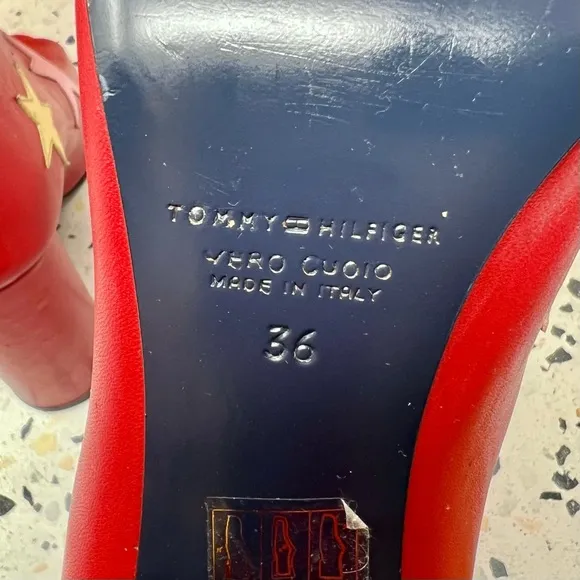 TOMMY HILFIGER
VERO CUOIO
MADE IN ITALY
36